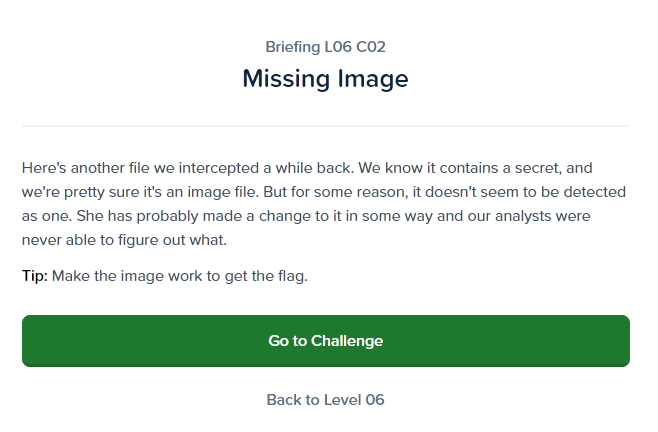 Briefing L06 C02
Missing Image
Here's another file we intercepted a while back. We know it contains a secret, and
we're pretty sure it's an image file. But for some reason, it doesn't seem to be detected
as one. She has probably made a change to it in some way and our analysts were
never able to figure out what.
Tip: Make the image work to get the flag.
Go to Challenge
Back to Level 06